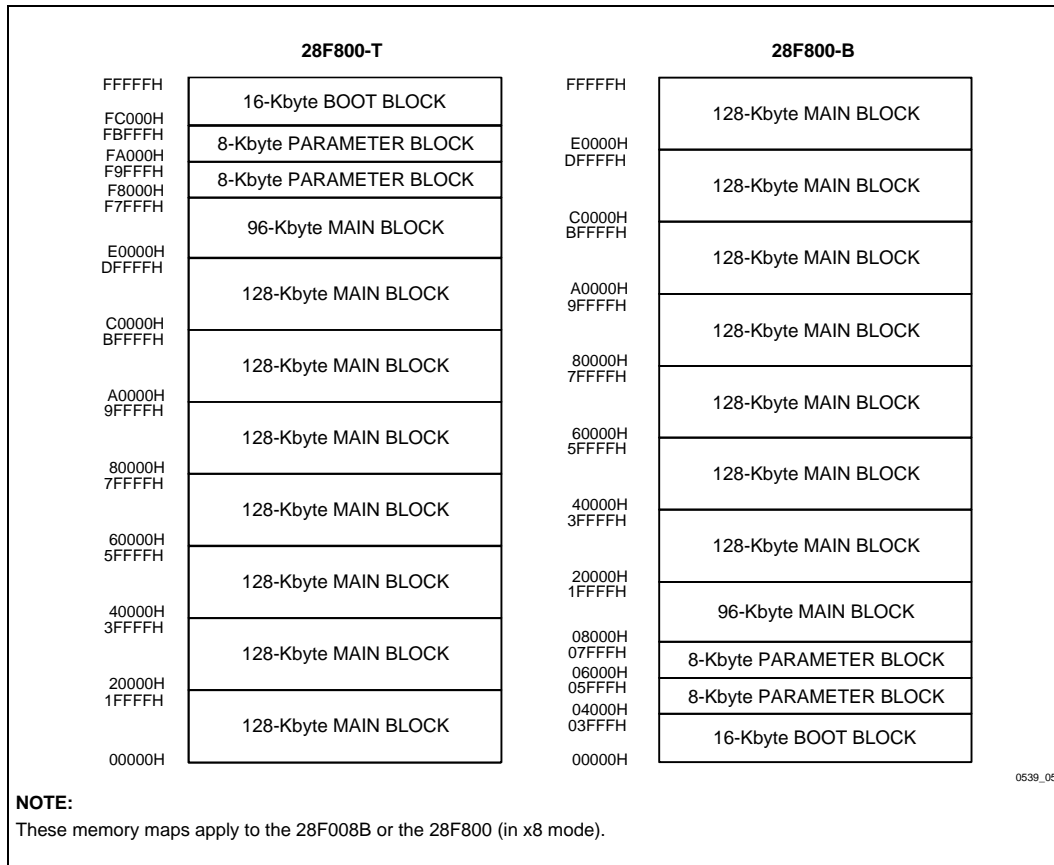 28F800-T
FFFFFH
16-Kbyte BOOT BLOCK
FC000H
FBFFFH
8-Kbyte PARAMETER BLOCK
FA000H
F9FFFH
8-Kbyte PARAMETER BLOCK
F8000H
F7FFFH
96-Kbyte MAIN BLOCK
E0000H
DFFFFH
128-Kbyte MAIN BLOCK
C0000H
BFFFFH
128-Kbyte MAIN BLOCK
A0000H
9FFFFH
128-Kbyte MAIN BLOCK
80000H
7FFFFH
128-Kbyte MAIN BLOCK
60000H
5FFFFH
128-Kbyte MAIN BLOCK
40000H
3FFFFH
128-Kbyte MAIN BLOCK
20000H
1FFFFH
128-Kbyte MAIN BLOCK
00000H
28F800-B
FFFFFH
128-Kbyte MAIN BLOCK
E0000H
DFFFFH
128-Kbyte MAIN BLOCK
C0000H
BFFFFH
128-Kbyte MAIN BLOCK
A0000H
9FFFFH
128-Kbyte MAIN BLOCK
80000H
7FFFFH
128-Kbyte MAIN BLOCK
60000H
5FFFFH
128-Kbyte MAIN BLOCK
40000H
3FFFFH
128-Kbyte MAIN BLOCK
20000H
1FFFFH
96-Kbyte MAIN BLOCK
08000H
07FFFH
8-Kbyte PARAMETER BLOCK
06000H
05FFFH
8-Kbyte PARAMETER BLOCK
04000H
03FFFH
16-Kbyte BOOT BLOCK
00000H
0539_05
NOTE:
These memory maps apply to the 28F008B or the 28F800 (in x8 mode).